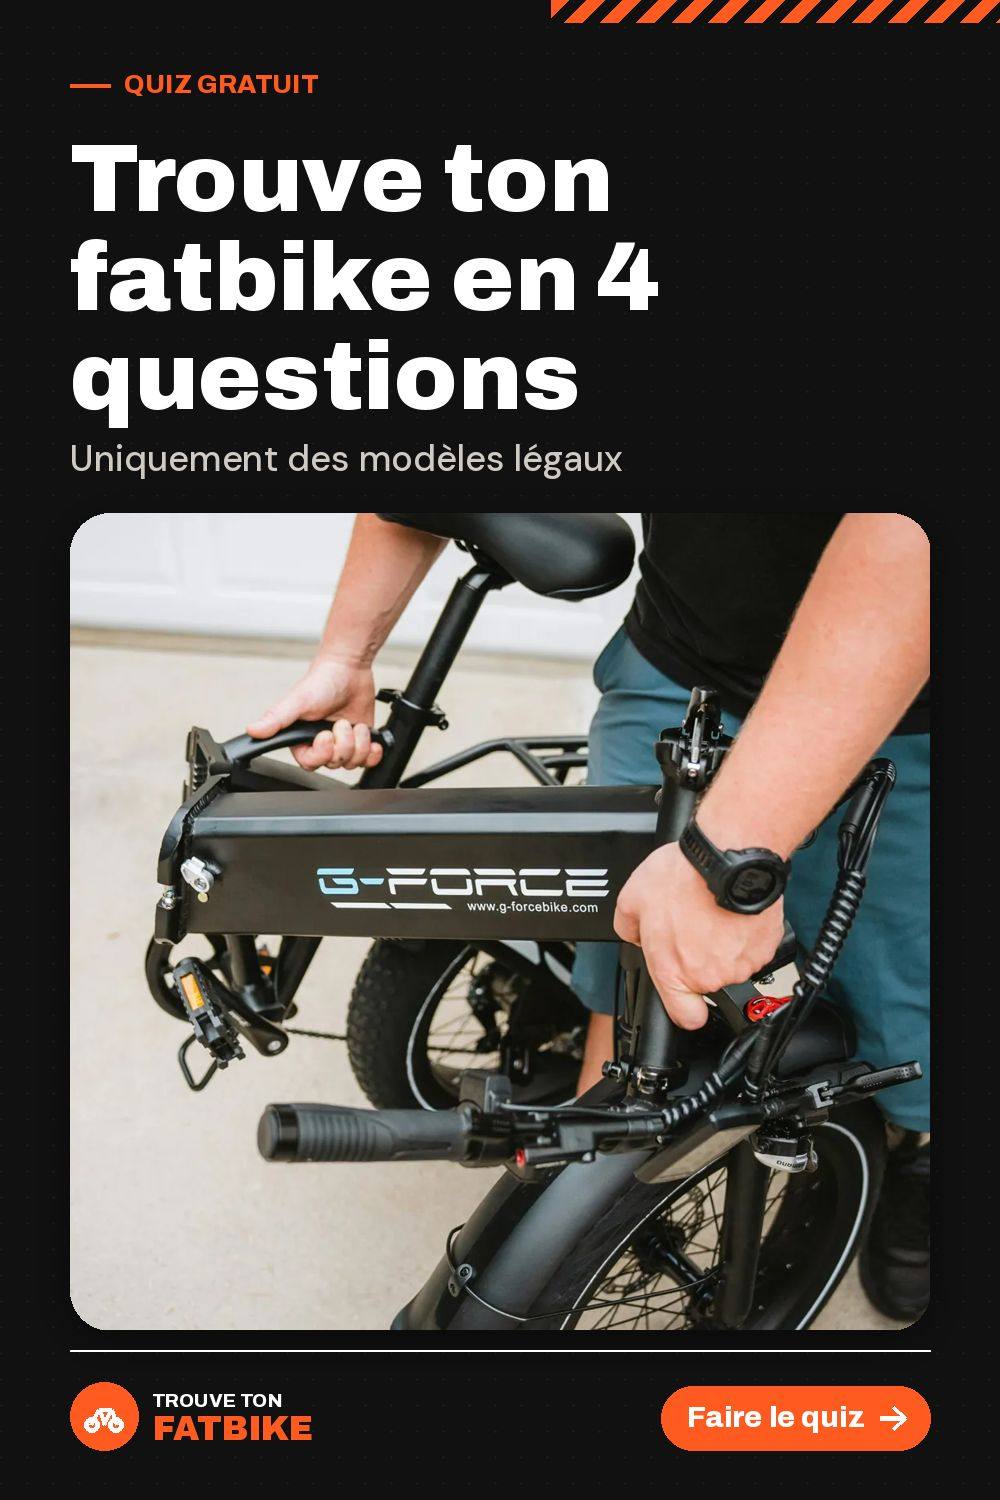 QUIZ GRATUIT
Trouve ton
fatbike en 4
questions
Uniquement des modèles légaux
G-FORCE
www.g-forcebike.com
TROUVE TON
FATBIKE
Faire le quiz →